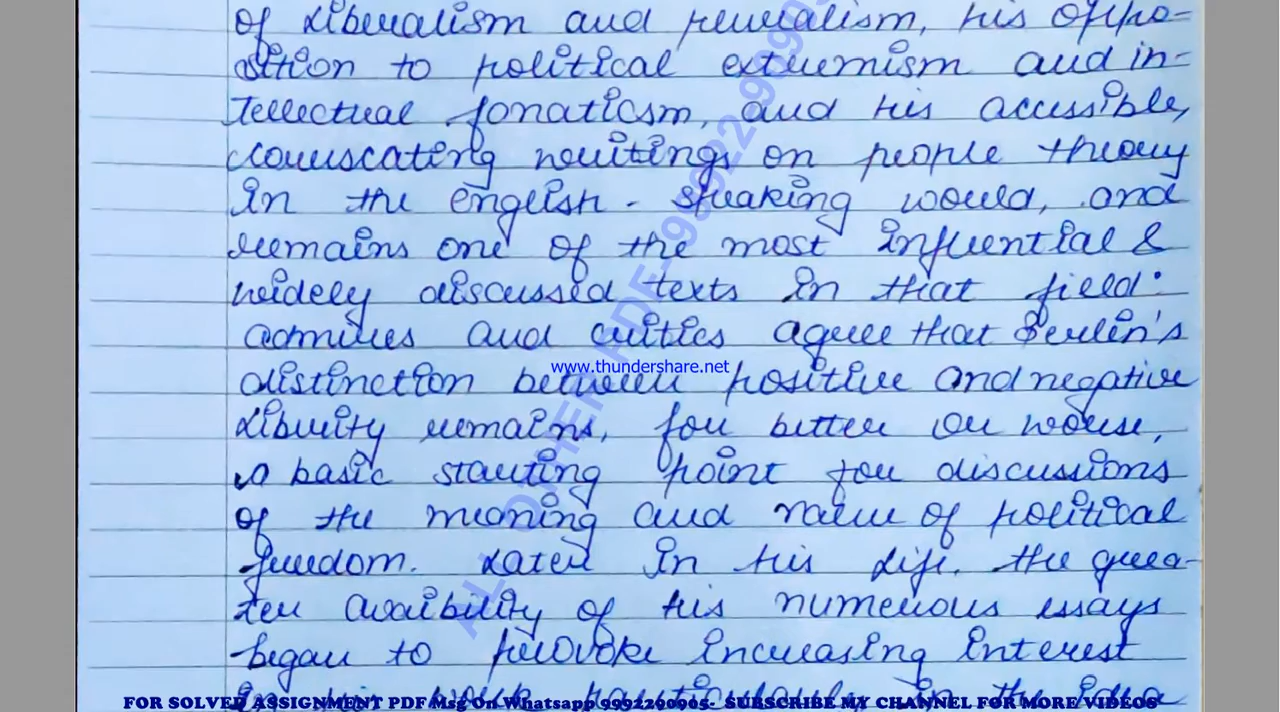 of Liberalism and pluralism, his oppo-
sition to political extremism and in-
tellectual fonaticsm, and his accessible,
writings on people theory
in the english - speaking world, and
remains one of the most influential &
widely discussed texts in that field.
admires and critics agree that Berlin's
www.thundershare.net
distinction between positive and negative
Liberty remains, for better or worse,
a basic starting point for discussions
of the meaning and value of political
freedom. Later in his life. the grea-
ter avaibility of his numerous essays
began to provoke increasing interest
FOR SOLVED ASSIGNMENT PDF Msg On Whatsapp 9992290905- SUBSCRIBE MY CHANNEL FOR MORE VIDEOS